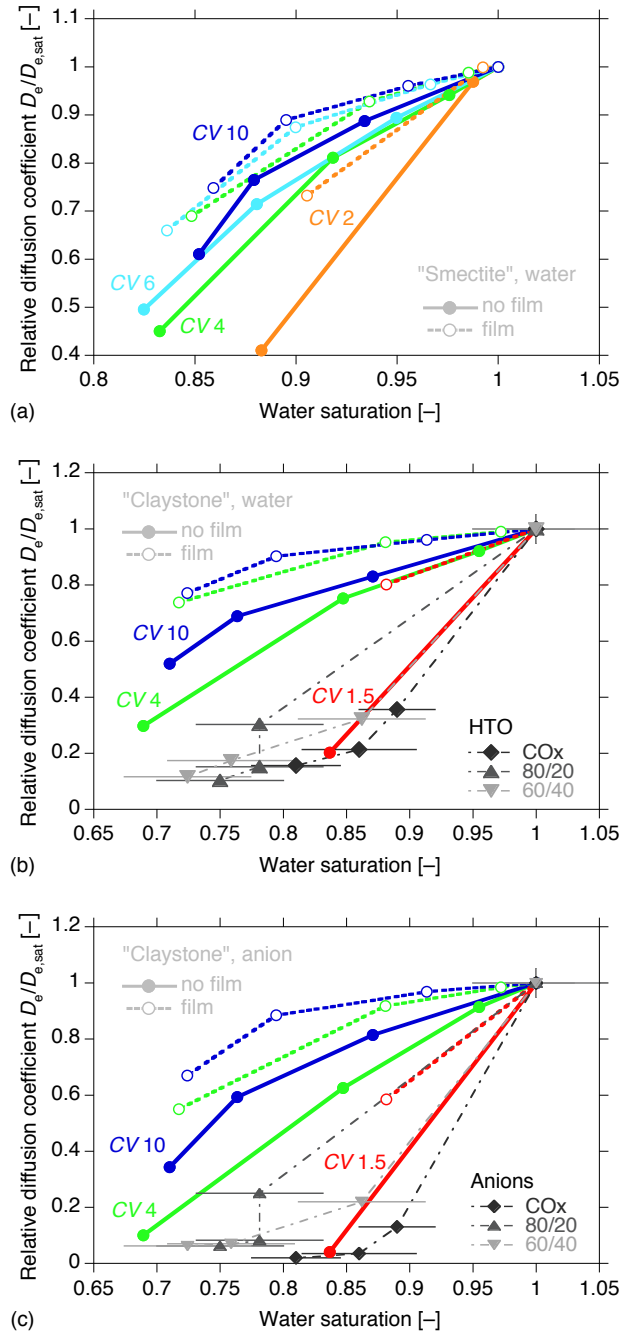 Relative diffusion coefficient De/De,sat [–]
1.1
1
0.9
0.8
0.7
0.6
0.5
0.4
CV 10
CV 2
CV 6
CV 4
"Smectite", water
no film
film
0.8
0.85
0.9
0.95
1
1.05
(a)
Water saturation [–]
Relative diffusion coefficient De/De,sat [–]
1.2
1
0.8
0.6
0.4
0.2
0
"Claystone", water
no film
film
CV 10
CV 4
CV 1.5
HTO
COx
80/20
60/40
0.65
0.7
0.75
0.8
0.85
0.9
0.95
1
1.05
(b)
Water saturation [–]
Relative diffusion coefficient De/De,sat [–]
1.2
1
0.8
0.6
0.4
0.2
0
"Claystone", anion
no film
film
CV 10
CV 4
CV 1.5
Anions
COx
80/20
60/40
0.65
0.7
0.75
0.8
0.85
0.9
0.95
1
1.05
(c)
Water saturation [–]